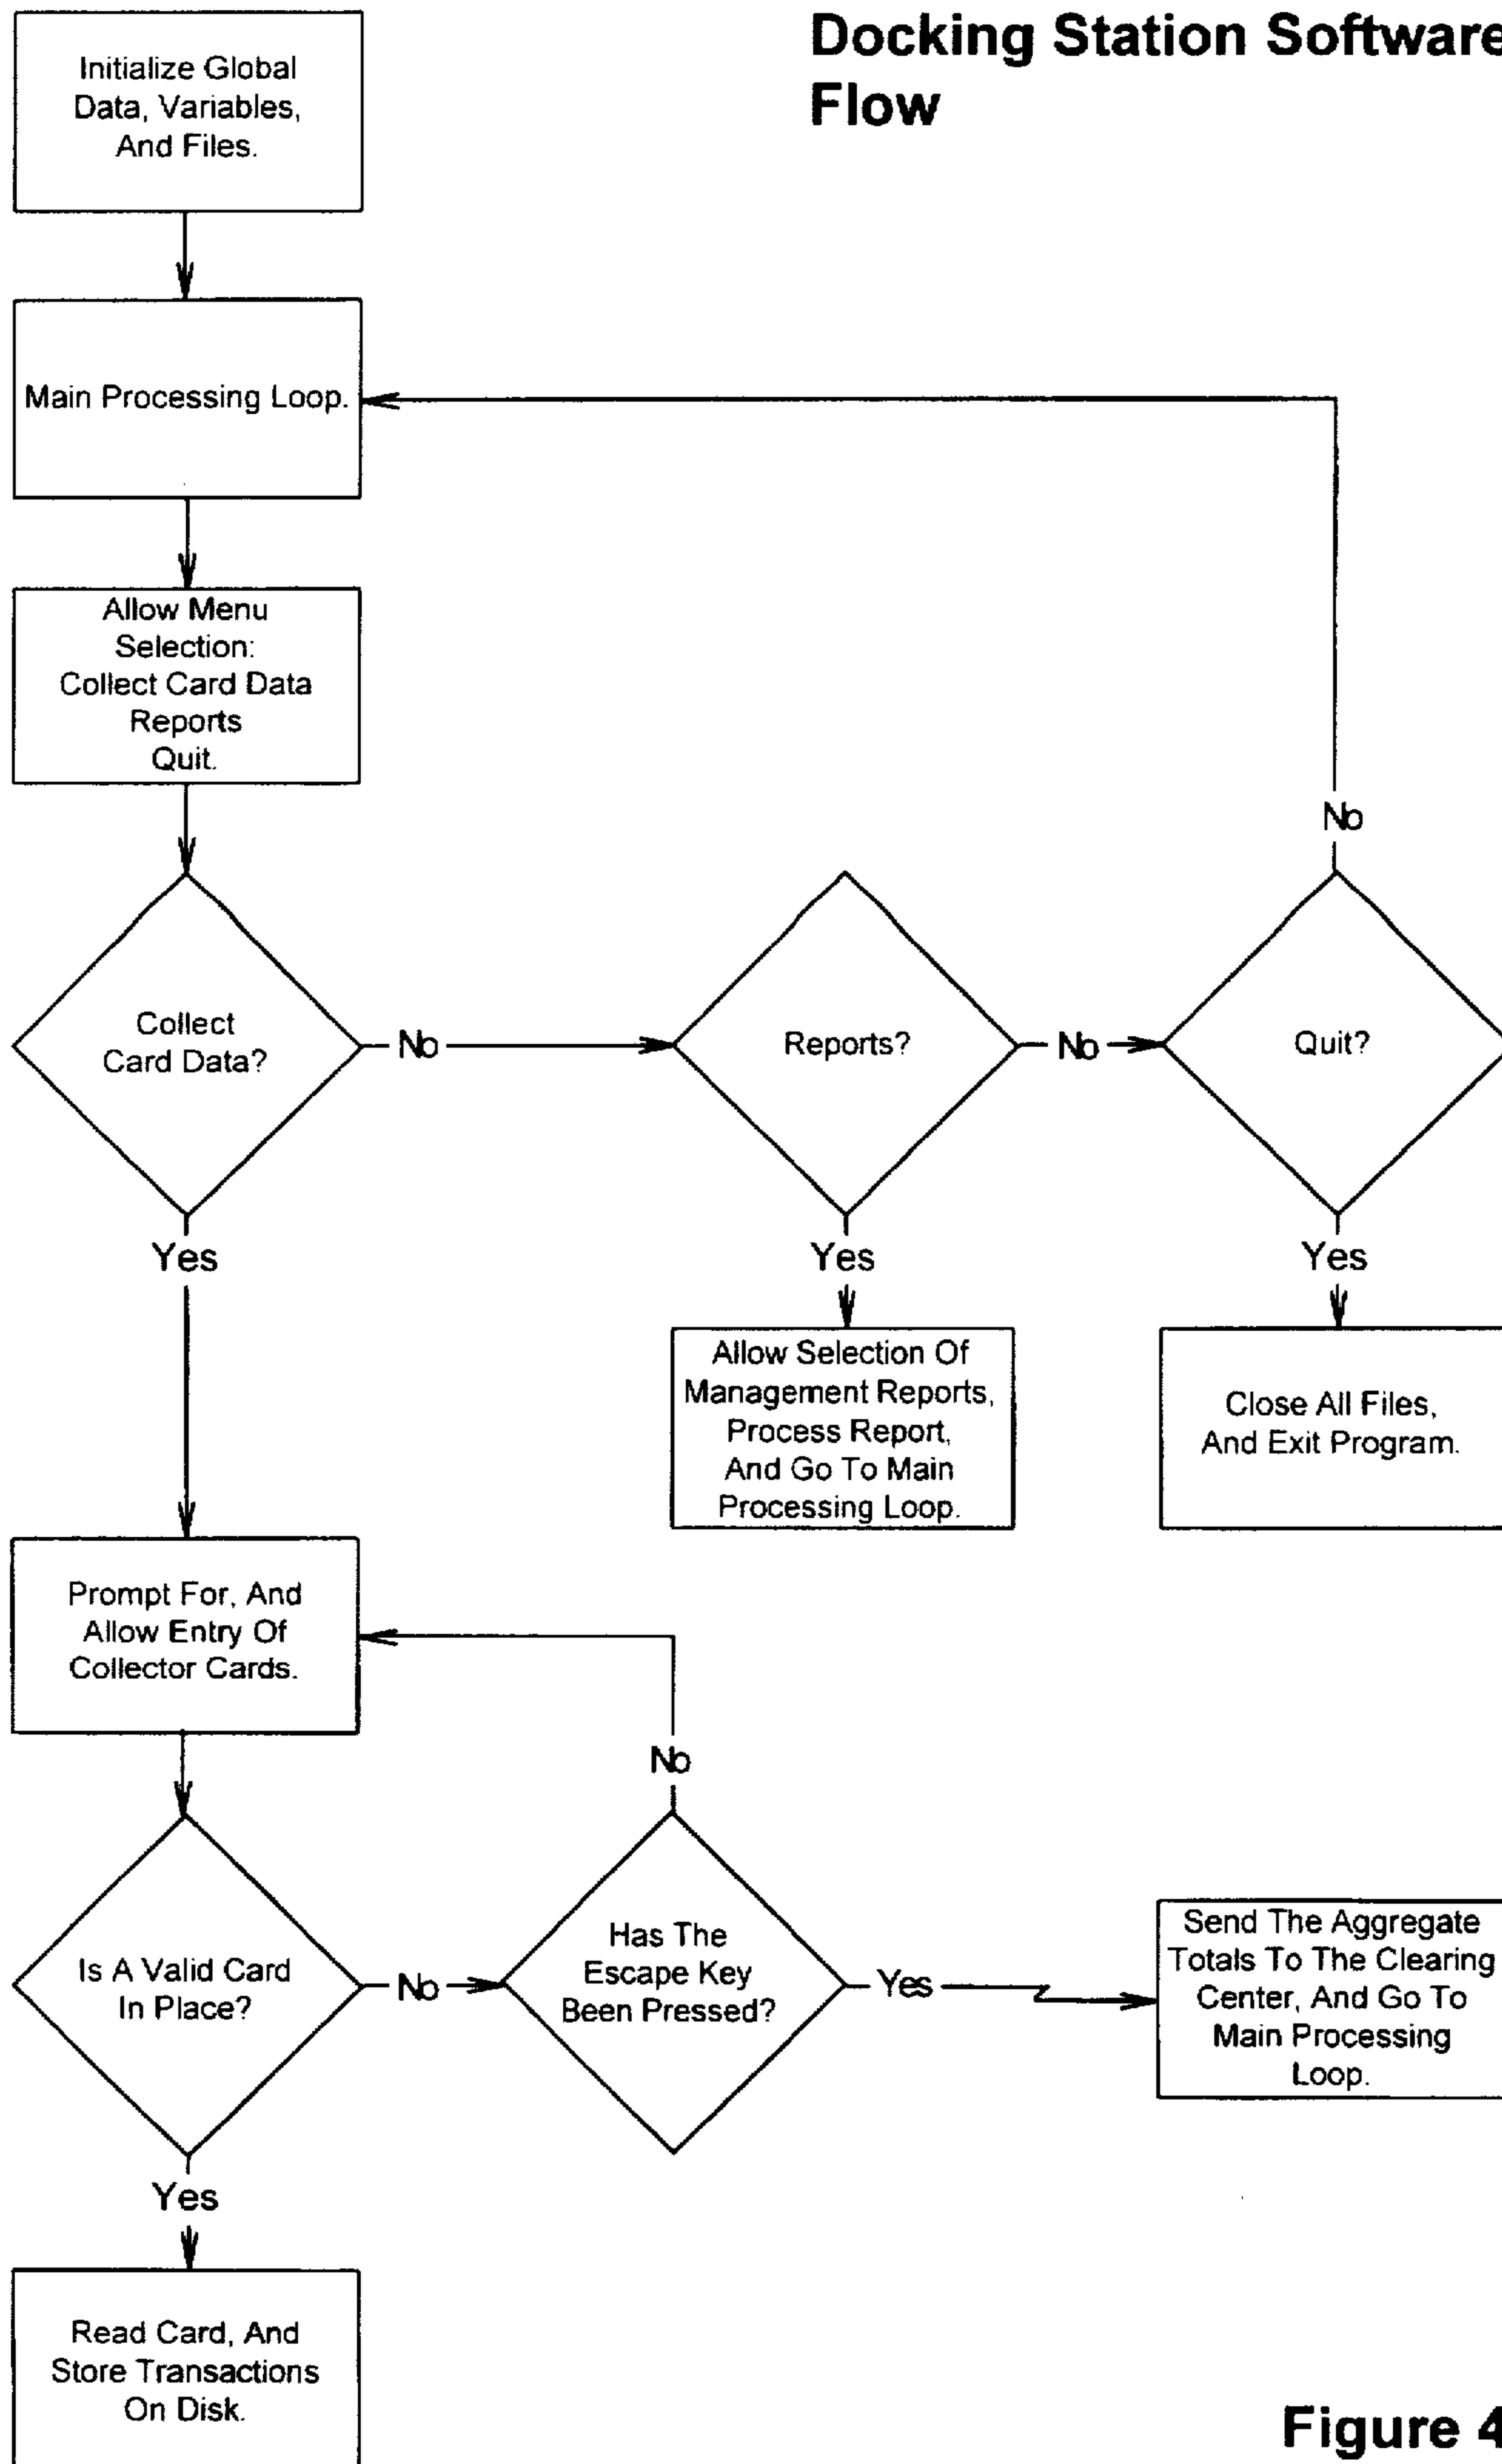 Docking Station Software
Flow
Initialize Global
Data, Variables,
And Files.
Main Processing Loop.
Allow Menu
Selection:
Collect Card Data
Reports
Quit.
No
Collect
Card Data?
No
Reports?
No
Quit?
Yes
Yes
Yes
Allow Selection Of
Management Reports,
Process Report,
And Go To Main
Processing Loop.
Close All Files,
And Exit Program.
Prompt For, And
Allow Entry Of
Collector Cards.
No
Is A Valid Card
In Place?
No
Has The
Escape Key
Been Pressed?
Yes
Send The Aggregate
Totals To The Clearing
Center, And Go To
Main Processing
Loop.
Yes
Read Card, And
Store Transactions
On Disk.
Figure 4